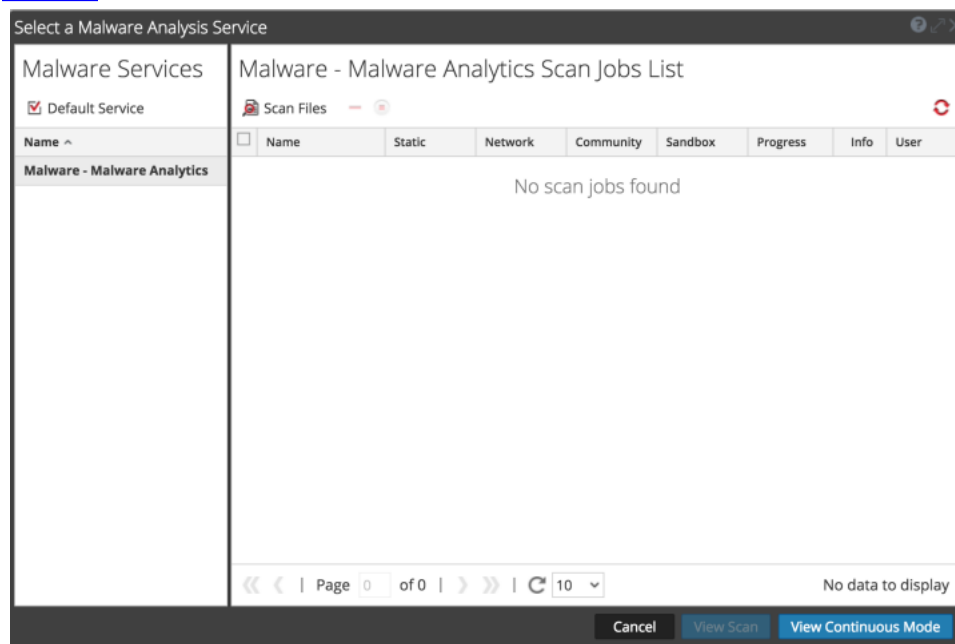 Select a Malware Analysis Service
Malware Services
Default Service
Name
Malware - Malware Analytics
Malware - Malware Analytics Scan Jobs List
Scan Files
Name Static Network Community Sandbox Progress Info User
No scan jobs found
| Page 0 of 0 | | 10 No data to display
Cancel View Scan View Continuous Mode